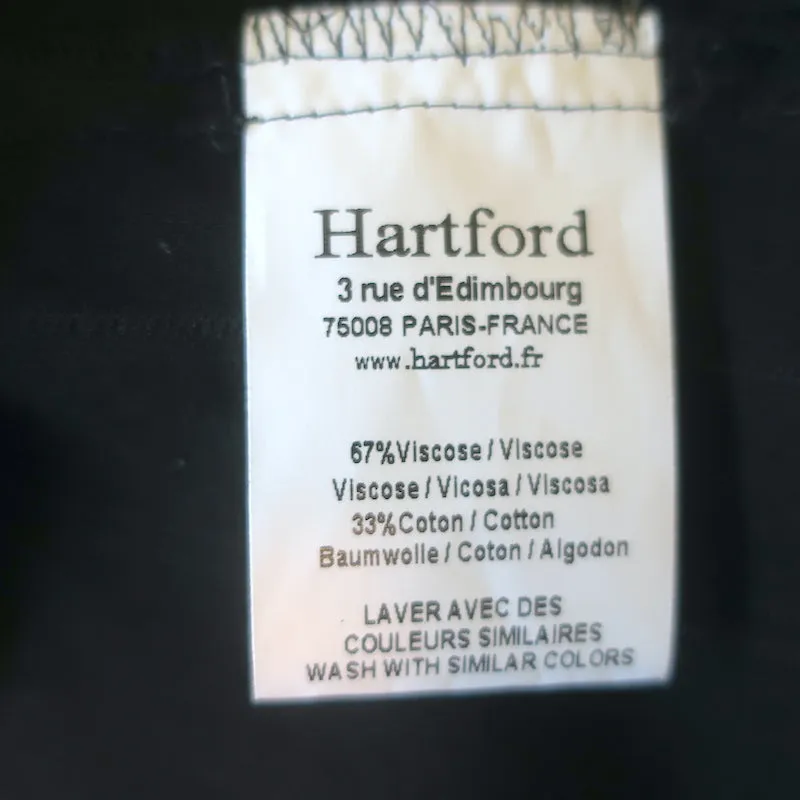 Hartford
3 rue d'Edimbourg
75008 PARIS-FRANCE
www.hartford.fr
67%Viscose / Viscose
Viscose / Vicosa / Viscosa
33%Coton / Cotton
Baumwolle / Coton / Algodon
LAVER AVEC DES
COULEURS SIMILAIRES
WASH WITH SIMILAR COLORS